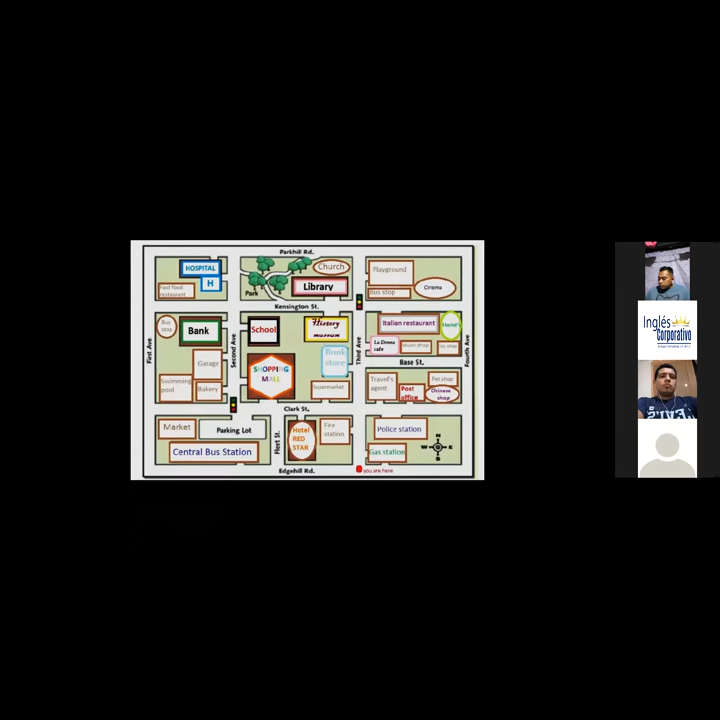 Parkhill Rd.
HOSPITAL
H
Fast food
restaurant
Park
Church
Library
Playground
Bus stop
Cinema
Kensington St.
First Ave
Second Ave
Third Ave
Fourth Ave
Bus
stop
Bank
School
History
museum
Italian restaurant
Garage
Swimming
pool
Bakery
SHOPPING
MALL
Book
store
Supermarket
La Donna
cafe
Music shop
Base St.
Travel's
agent
Post
office
Pet shop
Chinese
shop
Clark St.
Market
Parking Lot
Central Bus Station
Fleet St.
Hotel
RED
STAR
Fire
station
Police station
Gas station
N
W
E
S
Edgehill Rd.
you are here
Inglés
Corporativo